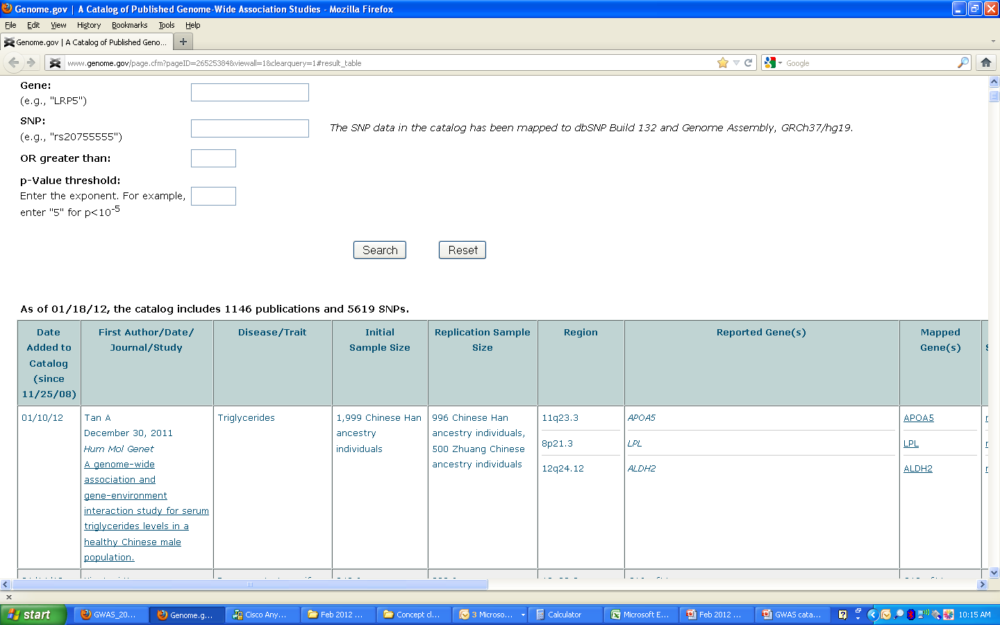 Genome.gov | A Catalog of Published Genome-Wide Association Studies - Mozilla Firefox
File Edit View History Bookmarks Tools Help
Genome.gov | A Catalog of Published Geno...
www.genome.gov/page.cfm?pageID=26525384&viewall=1&clearquery=1#result_table
Google
Gene:
(e.g., "LRP5")
SNP:
(e.g., "rs20755555")
The SNP data in the catalog has been mapped to dbSNP Build 132 and Genome Assembly, GRCh37/hg19.
OR greater than:
p-Value threshold:
Enter the exponent. For example,
enter "5" for p<10-5
Search Reset
As of 01/18/12, the catalog includes 1146 publications and 5619 SNPs.
Date
Added to
Catalog
(since
11/25/08)
First Author/Date/
Journal/Study
Disease/Trait
Initial
Sample Size
Replication Sample
Size
Region
Reported Gene(s)
Mapped
Gene(s)
01/10/12
Tan A
December 30, 2011
Hum Mol Genet
A genome-wide
association and
gene-environment
interaction study for serum
triglycerides levels in a
healthy Chinese male
population.
Triglycerides
1,999 Chinese Han
ancestry
individuals
996 Chinese Han
ancestry individuals,
500 Zhuang Chinese
ancestry individuals
11q23.3 APOA5 APOA5
8p21.3 LPL LPL
12q24.12 ALDH2 ALDH2
start GWAS_20... Genome.g... Cisco Any... Feb 2012 ... Concept cl... 3 Microso... Calculator Microsoft E... Feb 2012 ... GWAS cata... 10:15 AM